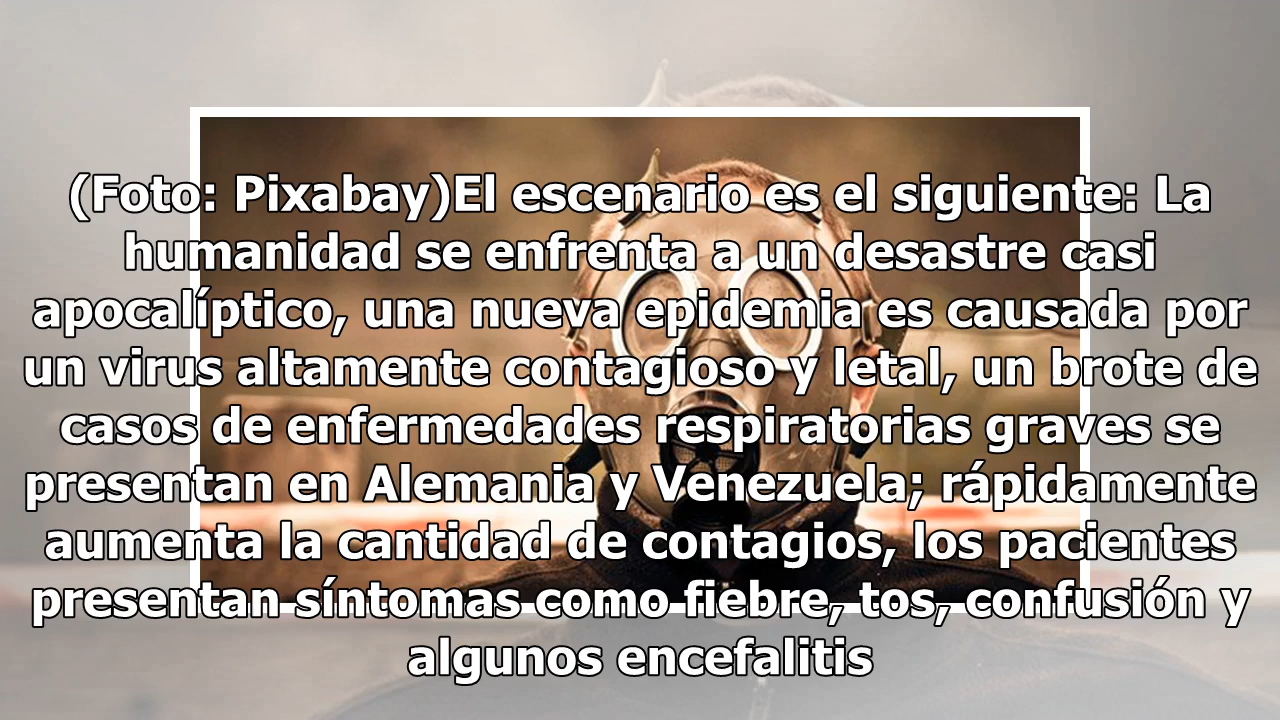 (Foto: Pixabay)El escenario es el siguiente: La
humanidad se enfrenta a un desastre casi
apocalíptico, una nueva epidemia es causada por
un virus altamente contagioso y letal, un brote de
casos de enfermedades respiratorias graves se
presentan en Alemania y Venezuela; rápidamente
aumenta la cantidad de contagios, los pacientes
presentan síntomas como fiebre, tos, confusión y
algunos encefalitis